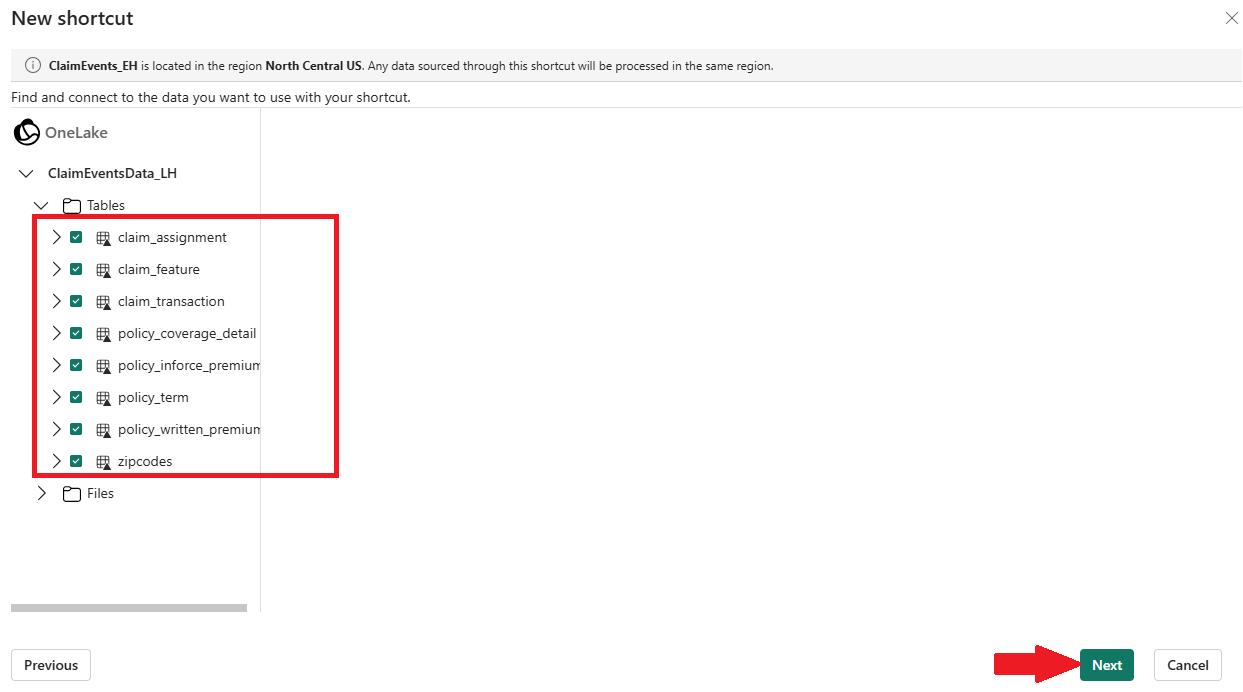 New shortcut
ClaimEvents_EH is located in the region North Central US. Any data sourced through this shortcut will be processed in the same region.
Find and connect to the data you want to use with your shortcut.
OneLake
ClaimEventsData_LH
Tables
claim_assignment
claim_feature
claim_transaction
policy_coverage_detail
policy_inforce_premium
policy_term
policy_written_premium
zipcodes
Files
Previous
Next
Cancel